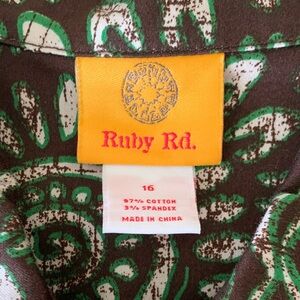 Ruby Rd.
16
97% COTTON
3% SPANDEX
MADE IN CHINA